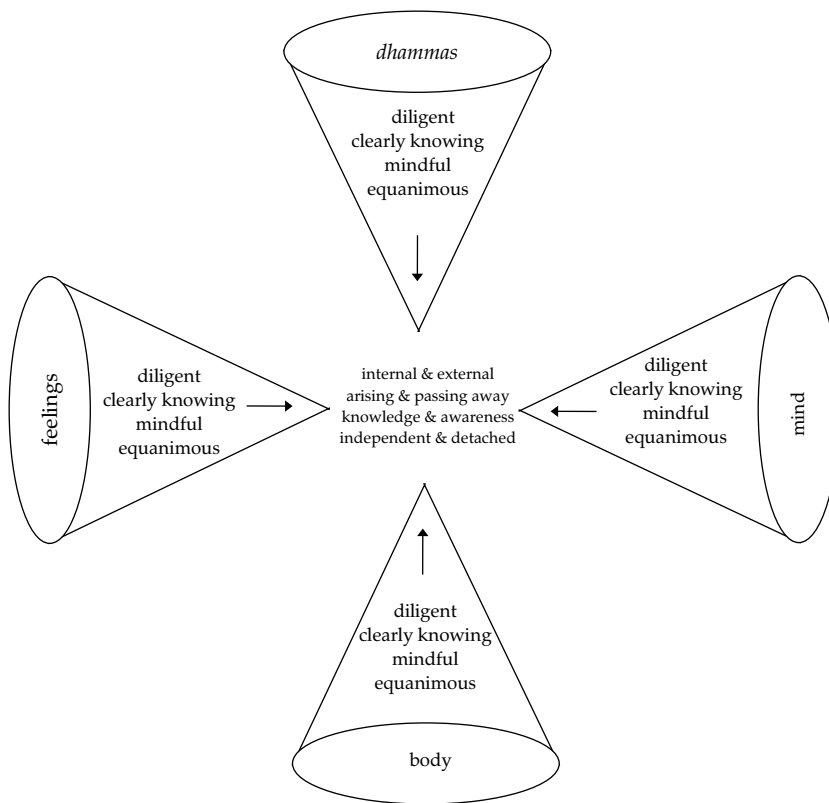 dhammas
diligent
clearly knowing
mindful
equanimous
feelings
diligent
clearly knowing
mindful
equanimous
internal & external
arising & passing away
knowledge & awareness
independent & detached
diligent
clearly knowing
mindful
equanimous
mind
diligent
clearly knowing
mindful
equanimous
body